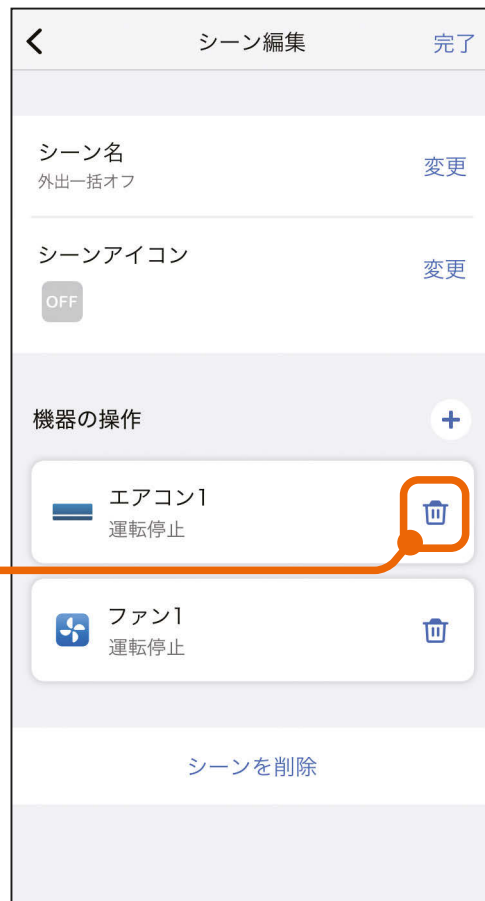 シーン編集
完了
シーン名
外出一括オフ
変更
シーンアイコン
OFF
変更
機器の操作
エアコン1
運転停止
ファン1
運転停止
シーンを削除